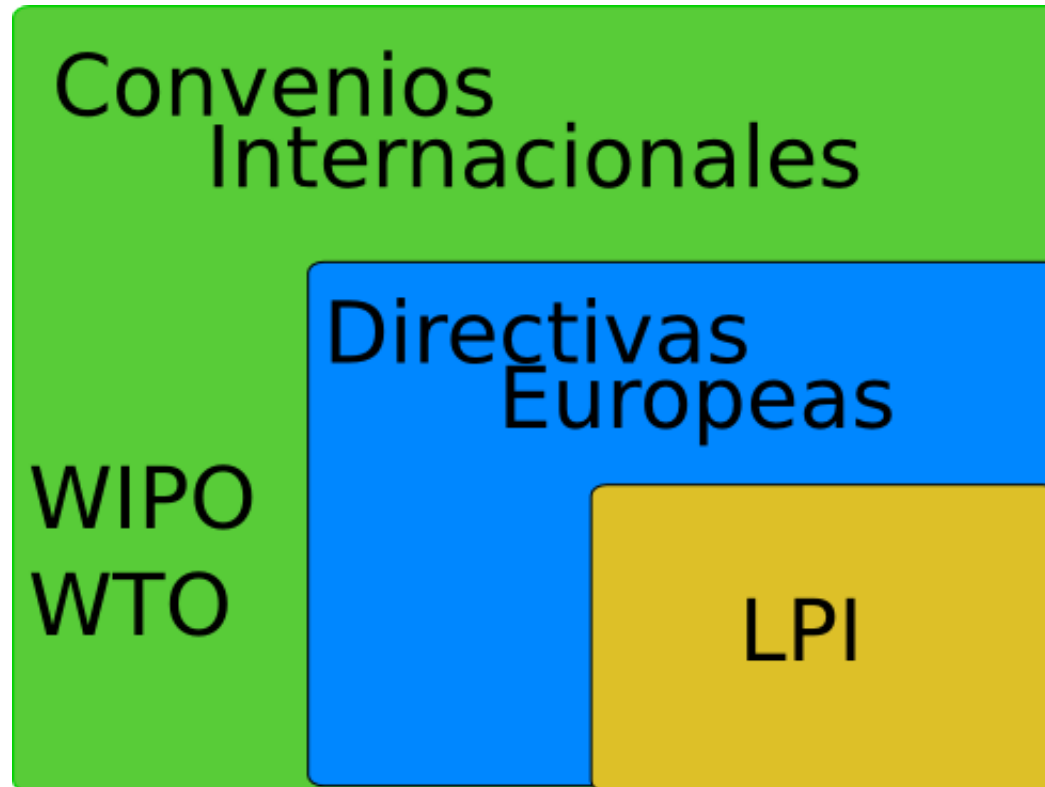 Convenios
Internacionales
Directivas
Europeas
WIPO
WTO
LPI